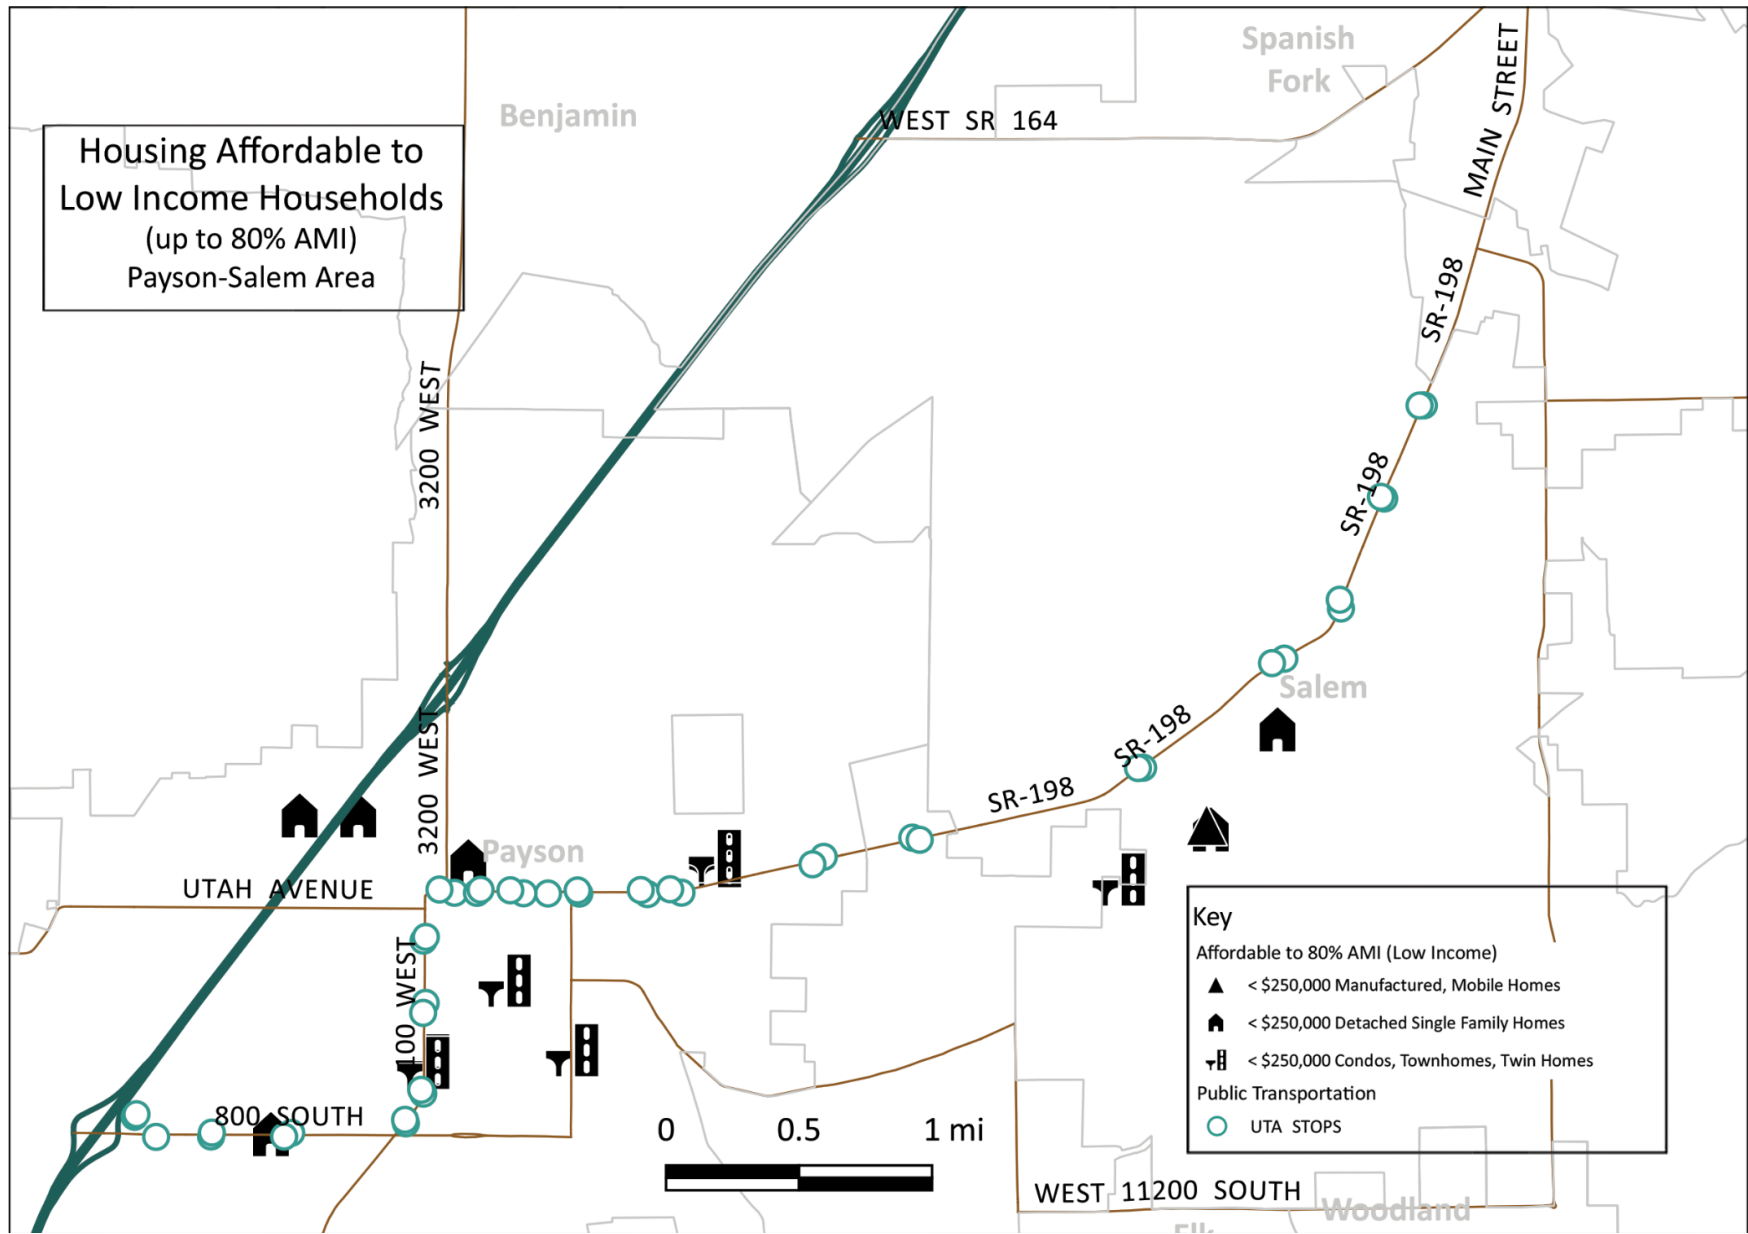 Spanish
Fork
Benjamin
WEST SR 164
MAIN STREET
Housing Affordable to
Low Income Households
(up to 80% AMI)
Payson-Salem Area
SR-198
3200 WEST
SR-198
Salem
SR-198
3200 WEST
SR-198
Payson
UTAH AVENUE
100 WEST
800 SOUTH
0 0.5 1 mi
Key
Affordable to 80% AMI (Low Income)
< $250,000 Manufactured, Mobile Homes
< $250,000 Detached Single Family Homes
< $250,000 Condos, Townhomes, Twin Homes
Public Transportation
UTA STOPS
WEST 11200 SOUTH
Woodland
Elk